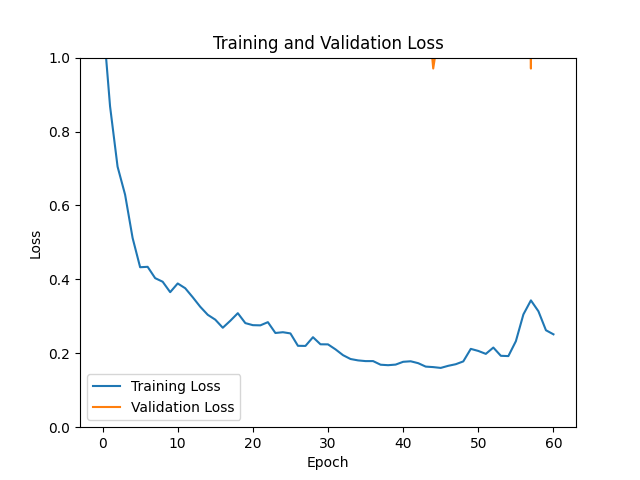 Training and Validation Loss
1.0
0.8
0.6
0.4
0.2
0.0
Loss
Training Loss
Validation Loss
0 10 20 30 40 50 60
Epoch